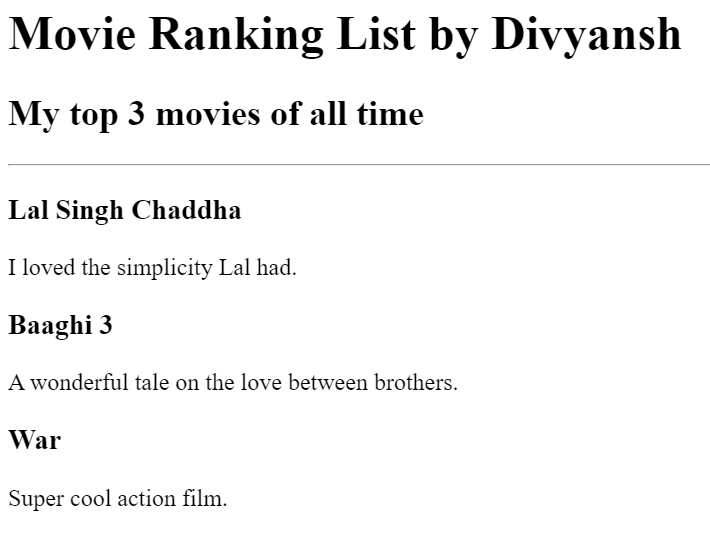 Movie Ranking List by Divyansh
My top 3 movies of all time
Lal Singh Chaddha
I loved the simplicity Lal had.
Baaghi 3
A wonderful tale on the love between brothers.
War
Super cool action film.